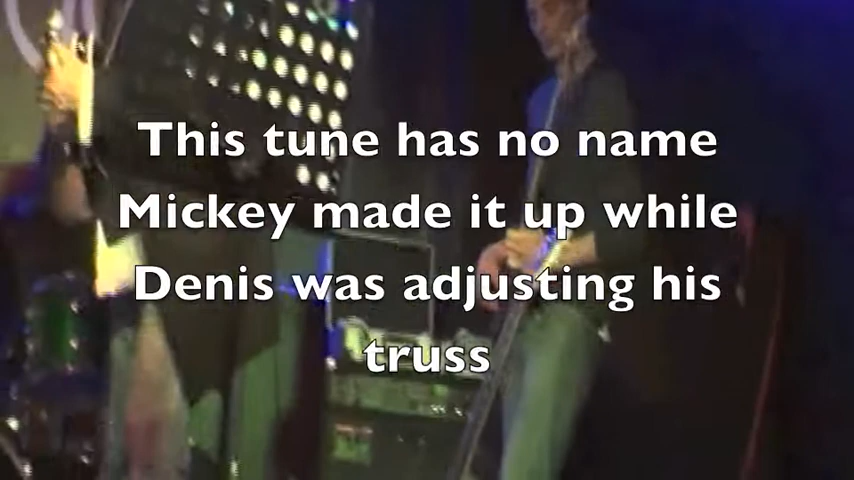 This tune has no name
Mickey made it up while
Denis was adjusting his
truss